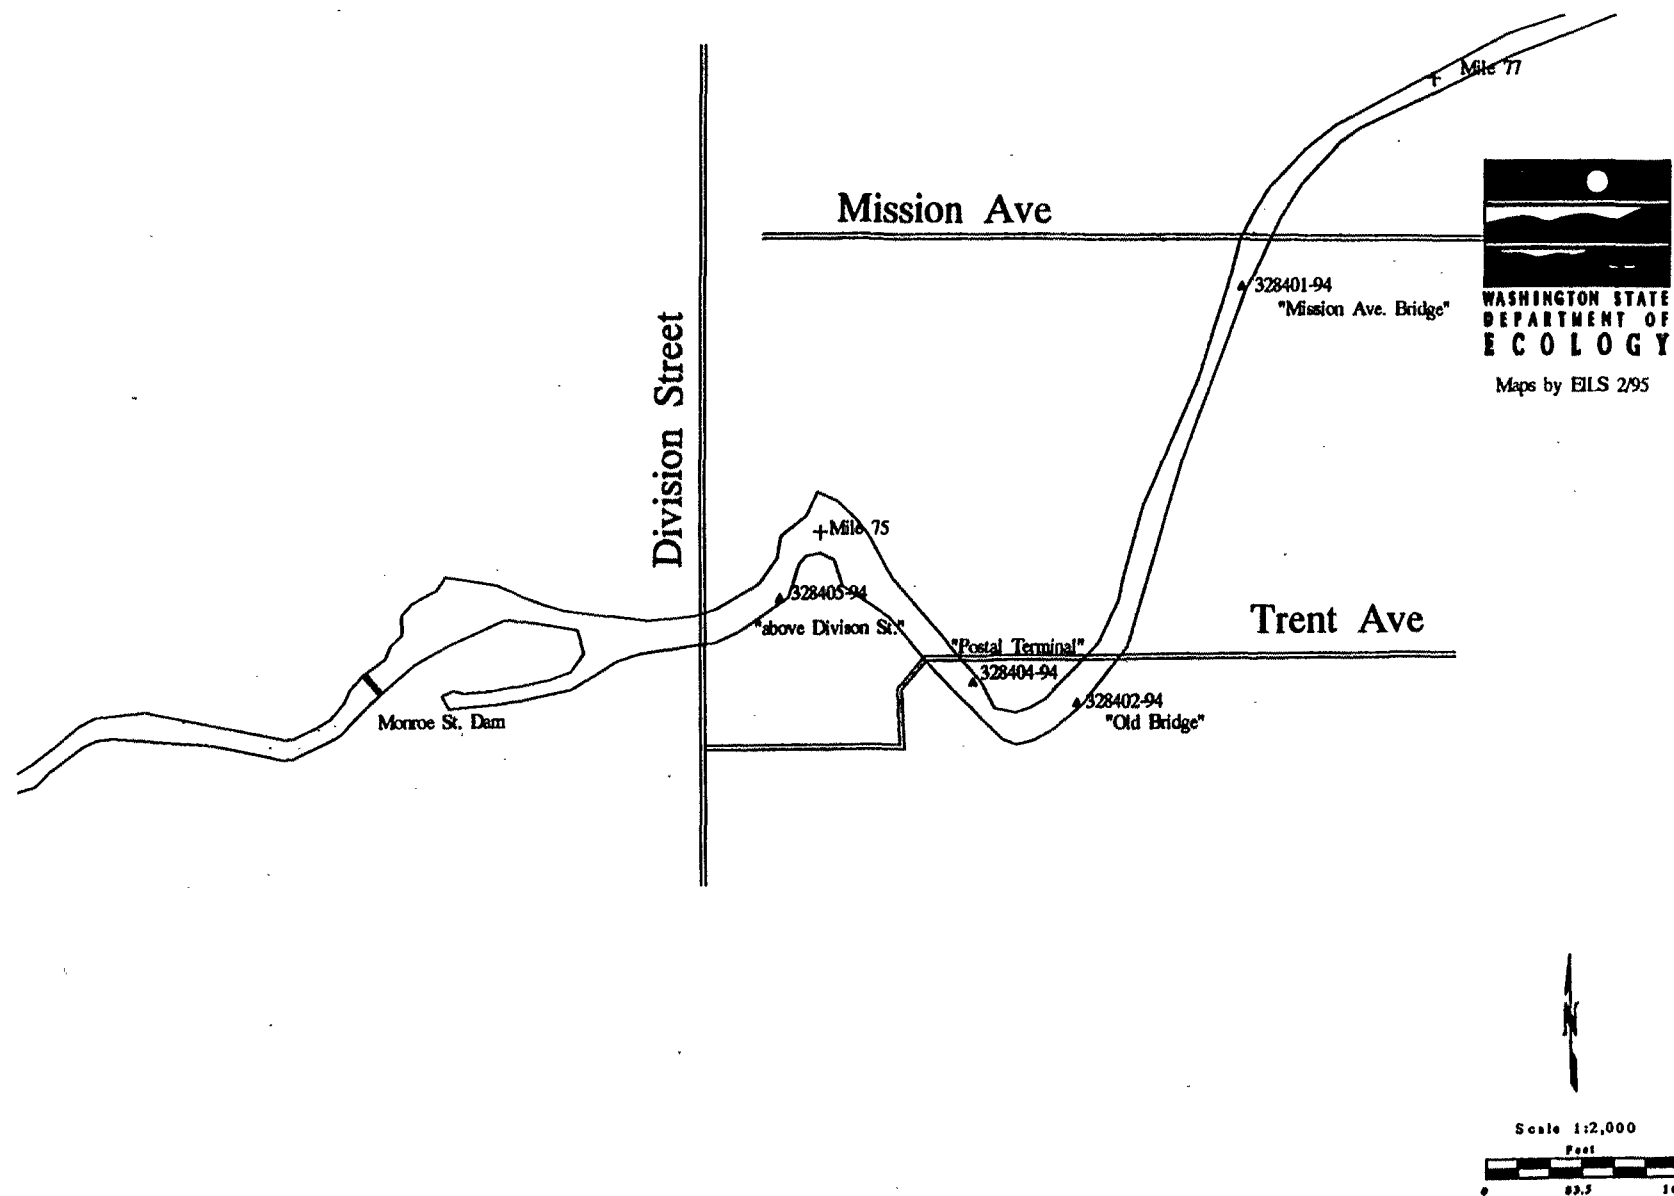 Mile 77
Mission Ave
328401-94
"Mission Ave. Bridge"
WASHINGTON STATE
DEPARTMENT OF
ECOLOGY
Maps by EILS 2/95
Division Street
Mile 75
328405-94
"above Divison St."
Trent Ave
"Postal Terminal"
328404-94
328402-94
"Old Bridge"
Monroe St. Dam
N
Scale 1:2,000
Feet
0 83.5